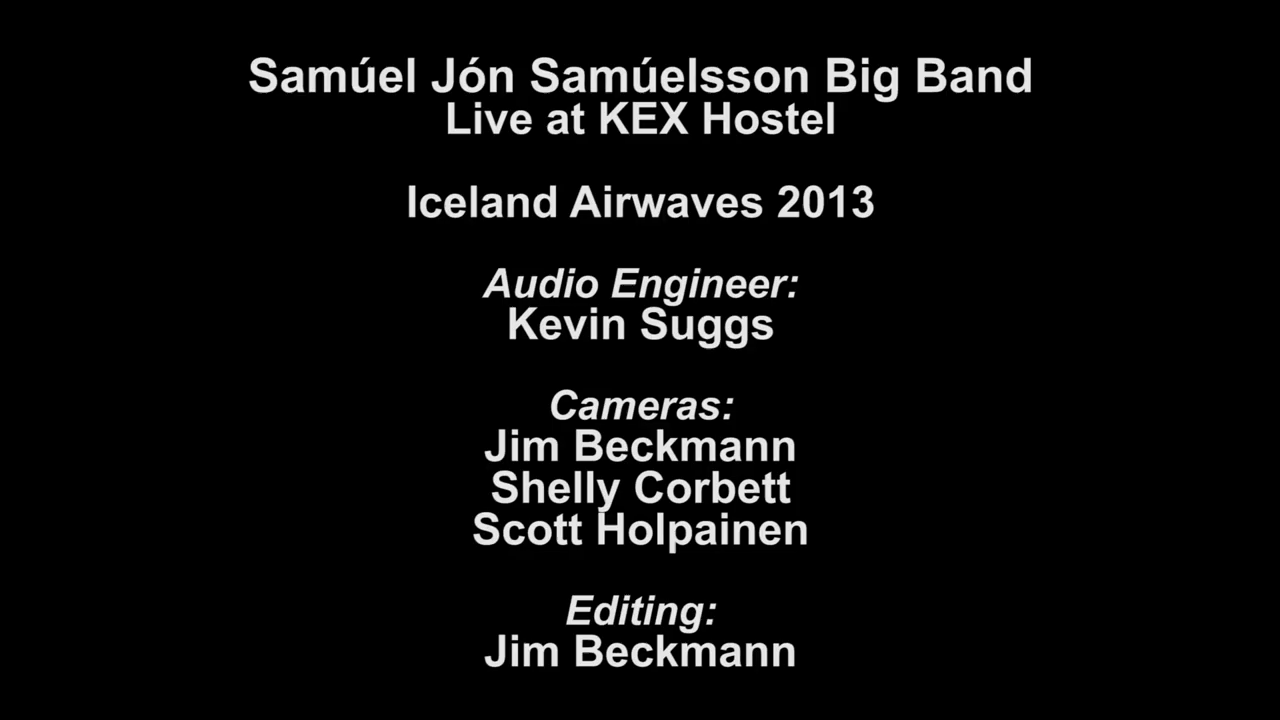 Samúel Jón Samúelsson Big Band
Live at KEX Hostel
Iceland Airwaves 2013
Audio Engineer:
Kevin Suggs
Cameras:
Jim Beckmann
Shelly Corbett
Scott Holpainen
Editing:
Jim Beckmann